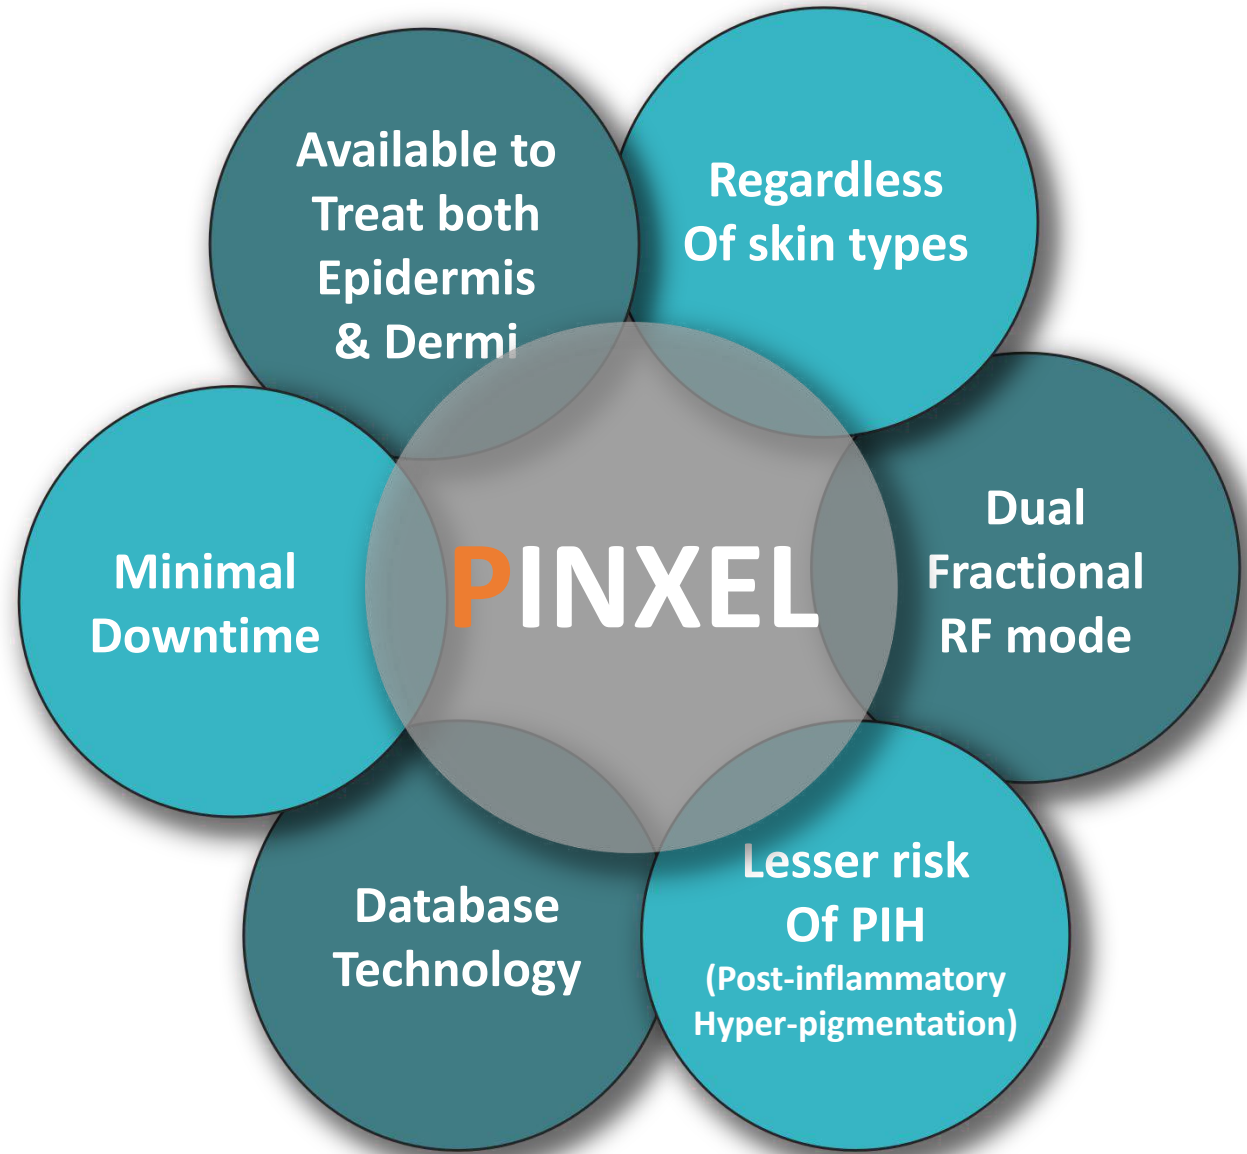 Available to
Treat both
Epidermis
& Dermi
Regardless
Of skin types
Dual
Fractional
RF mode
Lesser risk
Of PIH
(Post-inflammatory
Hyper-pigmentation)
Database
Technology
Minimal
Downtime
PINXEL